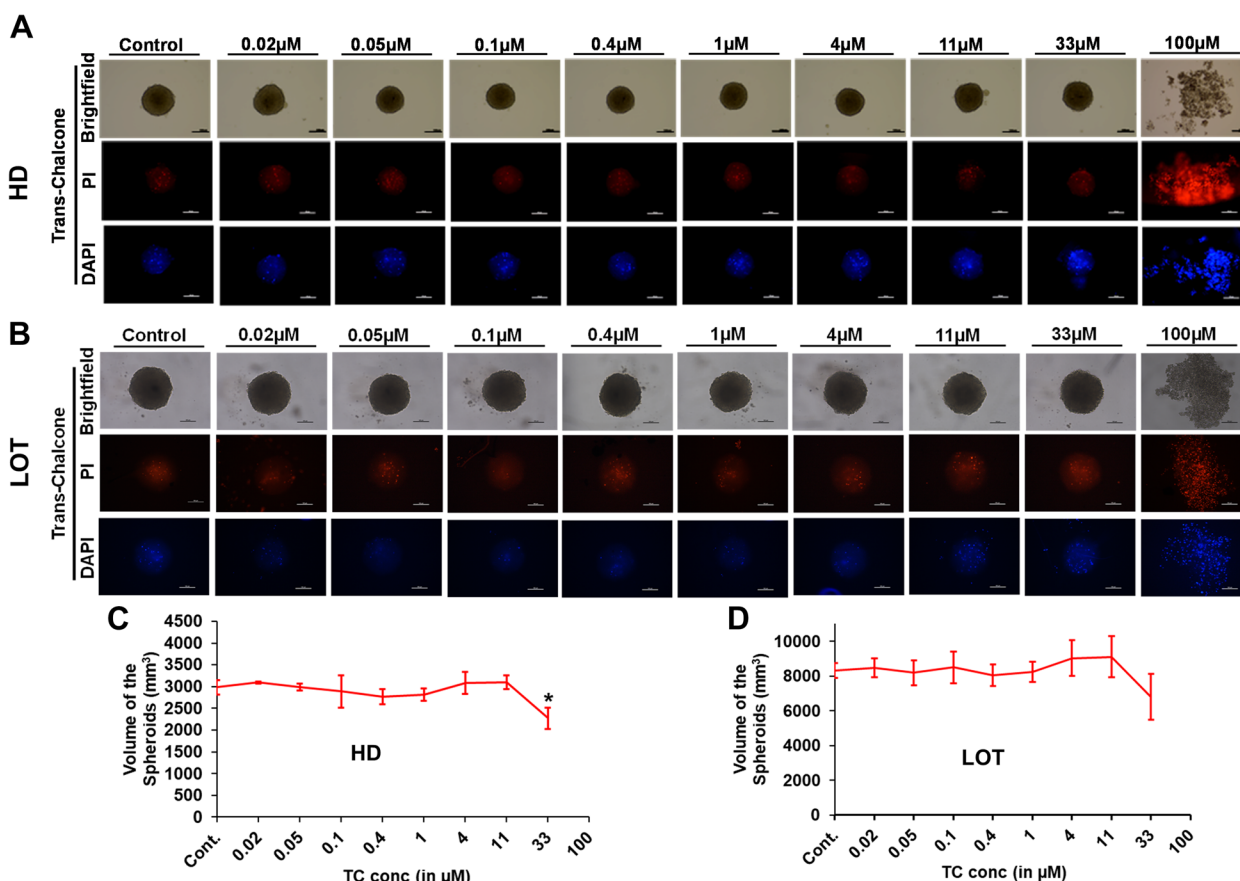 A
Control 0.02µM 0.05µM 0.1µM 0.4µM 1µM 4µM 11µM 33µM 100µM
HD
Trans-Chalcone
Brightfield
PI
DAPI
B
Control 0.02µM 0.05µM 0.1µM 0.4µM 1µM 4µM 11µM 33µM 100µM
LOT
Trans-Chalcone
Brightfield
PI
DAPI
C
Volume of the
Spheroids (mm³)
4500
4000
3500
3000
2500
2000
1500
1000
500
0
*
HD
Cont. 0.02 0.05 0.1 0.4 1 4 11 33 100
TC conc (in µM)
D
Volume of the
Spheroids (mm³)
10000
8000
6000
4000
2000
0
LOT
Cont. 0.02 0.05 0.1 0.4 1 4 11 33 100
TC conc (in µM)